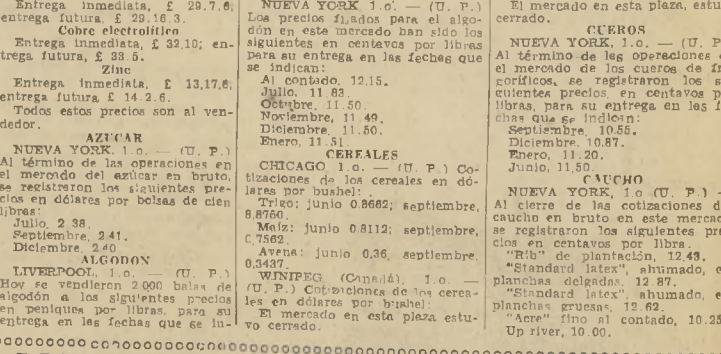 Entrega inmediata, £ 29.7.6;
entrega futura, £ 29.16.3.
Cobre electrolítico
Entrega inmediata, £ 32.10; en-
trega futura, £ 33.5.
Zinc
Entrega inmediata, £ 13,17,6;
entrega futura, £ 14.2.6.
Todos estos precios son al ven-
dedor.
AZUCAR
NUEVA YORK. 1.o. — (U. P.)
Al término de las operaciones en
el mercado del azúcar en bruto,
se registraron los siguientes pre-
cios en dólares por bolsas de cien
libras:
Julio, 2.38.
Septiembre, 2.41.
Diciembre, 2.40
ALGODON
LIVERPOOL, 1.o. — (U. P.)
Hoy se vendieron 2.000 balas de
algodón a los siguientes precios
en peniques por libras, para su
entrega en las fechas que se in-
NUEVA YORK, 1.o. — (U. P.)
Los precios fijados para el algo-
dón en este mercado han sido los
siguientes en centavos por libras
para su entrega en las fechas que
se indican:
Al contado, 12.15.
Julio, 11.83.
Octubre, 11.50.
Noviembre, 11.49.
Diciembre, 11.50.
Enero, 11.51.
CEREALES
CHICAGO, 1.o. — (U. P.) Co-
tizaciones de los cereales en dó-
lares por bushel:
Trigo: junio 0.8682; septiembre,
8.8760.
Maíz: junio 0.8112; septiembre,
C.7562.
Avena: junio 0,36, septiembre,
0.3437.
WINIPEG, (Canadá), 1.o. —
(U. P.) Cotizaciones de los cerea-
les en dólares por bushel:
El mercado en esta plaza estu-
vo cerrado.
El mercado en esta plaza, estu
cerrado.
CUEROS
NUEVA YORK, 1.o. — (U. P
Al término de las operaciones
el mercado de los cueros de fr
goríficos, se registraron los s
guientes precios, en centavos p
libras, para su entrega en las f
chas que se indican:
Septiembre, 10.55.
Diciembre, 10.87.
Enero, 11.20.
Junio, 11,50.
CAUCHO
NUEVA YORK, 1.o (U. P.) —
Al cierre de las cotizaciones d
caucho en bruto en este mercad
se registraron los siguientes pre
cios en centavos por libra.
"Rib" de plantación, 12.43.
"Standard latex", ahumado, e
planchas delgadas, 12.87.
"Standard latex", ahumado, e
planchas gruesas, 12.62.
"Acre" fino al contado, 10.25
Up river, 10.00.